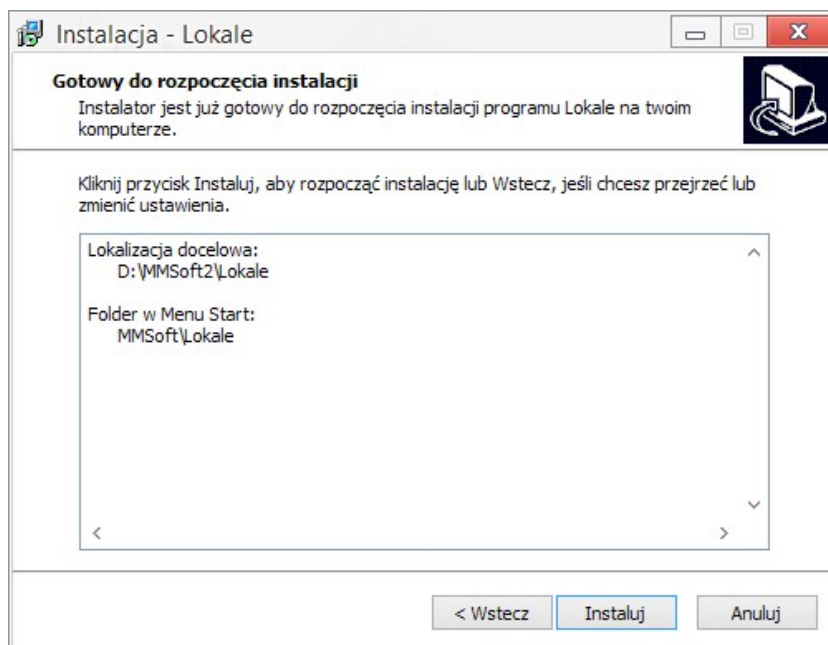 Instalacja - Lokale
Gotowy do rozpoczęcia instalacji
Instalator jest już gotowy do rozpoczęcia instalacji programu Lokale na twoim
komputerze.
Kliknij przycisk Instaluj, aby rozpocząć instalację lub Wstecz, jeśli chcesz przejrzeć lub
zmienić ustawienia.
Lokalizacja docelowa:
D:\MMSoft2\Lokale
Folder w Menu Start:
MMSoft\Lokale
< Wstecz
Instaluj
Anuluj